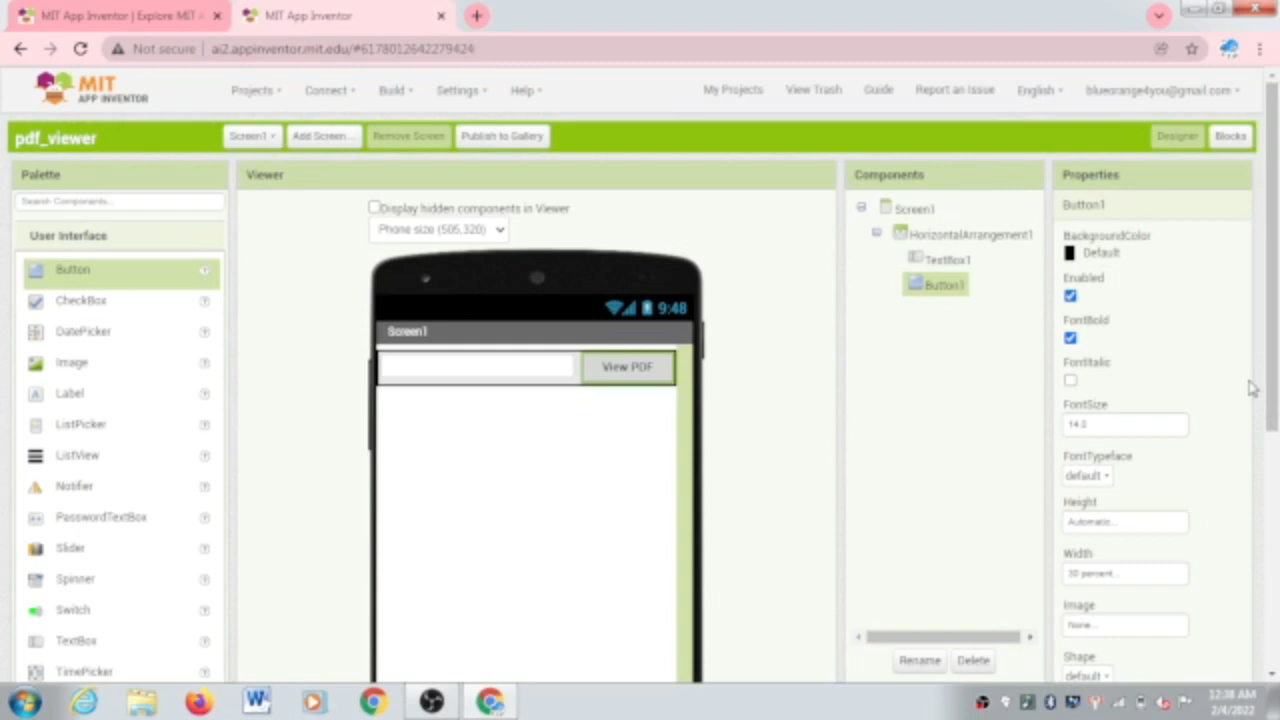 MIT App Inventor | Explore MIT A
MIT App Inventor
Not secure | ai2.appinventor.mit.edu/#6178012642279424
MIT
APP INVENTOR
Projects
Connect
Build
Settings
Help
My Projects
View Trash
Guide
Report an Issue
English
blueorange4you@gmail.com
pdf_viewer
Screen1
Add Screen...
Remove Screen
Publish to Gallery
Designer
Blocks
Palette
Viewer
Components
Properties
Search Components...
User Interface
Button
CheckBox
DatePicker
Image
Label
ListPicker
ListView
Notifier
PasswordTextBox
Slider
Spinner
Switch
TextBox
TimePicker
Display hidden components in Viewer
Phone size (505,320)
9:48
Screen1
View PDF
Screen1
HorizontalArrangement1
TextBox1
Button1
Rename
Delete
Button1
BackgroundColor
Default
Enabled
FontBold
FontItalic
FontSize
14.0
FontTypeface
default
Height
Automatic...
Width
30 percent...
Image
None...
Shape
default
12:38 AM
2/4/2022